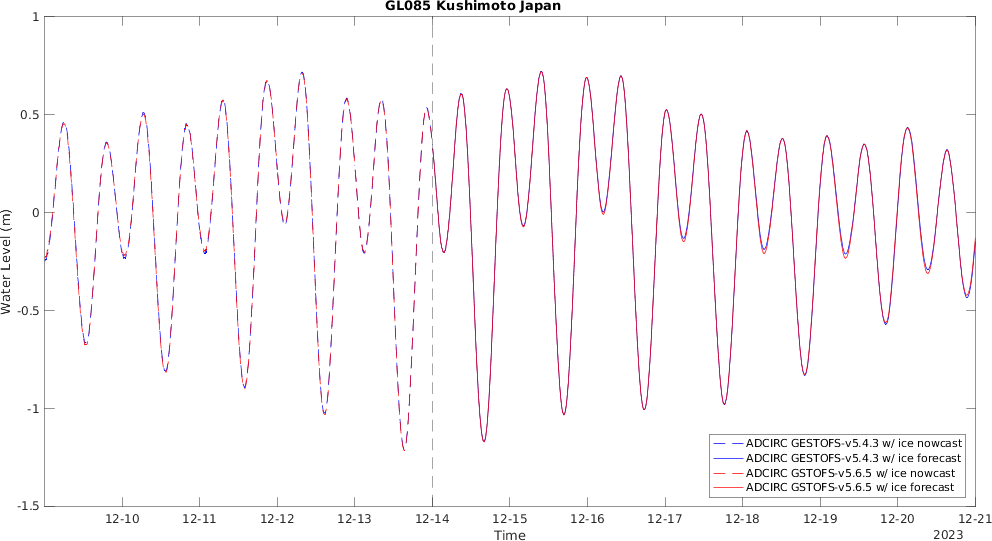 GL085 Kushimoto Japan
1
0.5
0
-0.5
-1
-1.5
Water Level (m)
ADCIRC GESTOFS-v5.4.3 w/ ice nowcast
ADCIRC GESTOFS-v5.4.3 w/ ice forecast
ADCIRC GSTOFS-v5.6.5 w/ ice nowcast
ADCIRC GSTOFS-v5.6.5 w/ ice forecast
12-10 12-11 12-12 12-13 12-14 12-15 12-16 12-17 12-18 12-19 12-20 12-21
Time
2023